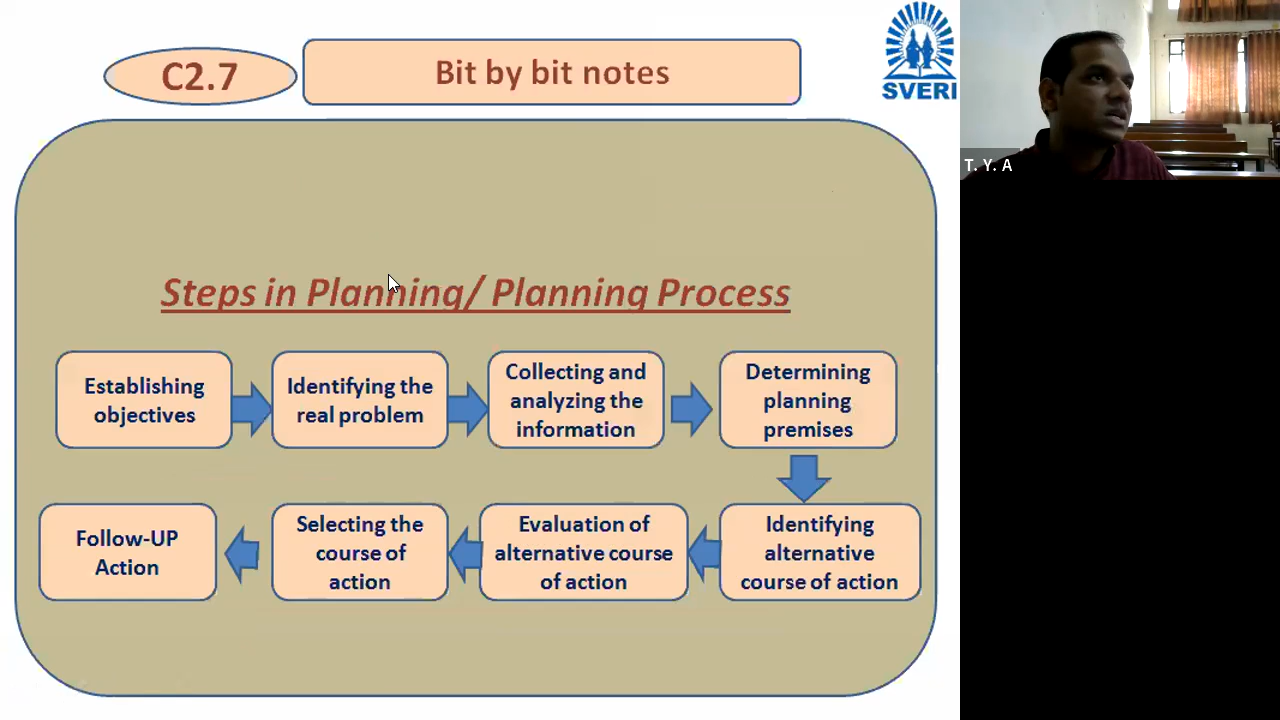 C2.7
Bit by bit notes
SVERI
T. Y. A
Steps in Planning/ Planning Process
Establishing
objectives
Identifying the
real problem
Collecting and
analyzing the
information
Determining
planning
premises
Identifying
alternative
course of action
Evaluation of
alternative course
of action
Selecting the
course of
action
Follow-UP
Action